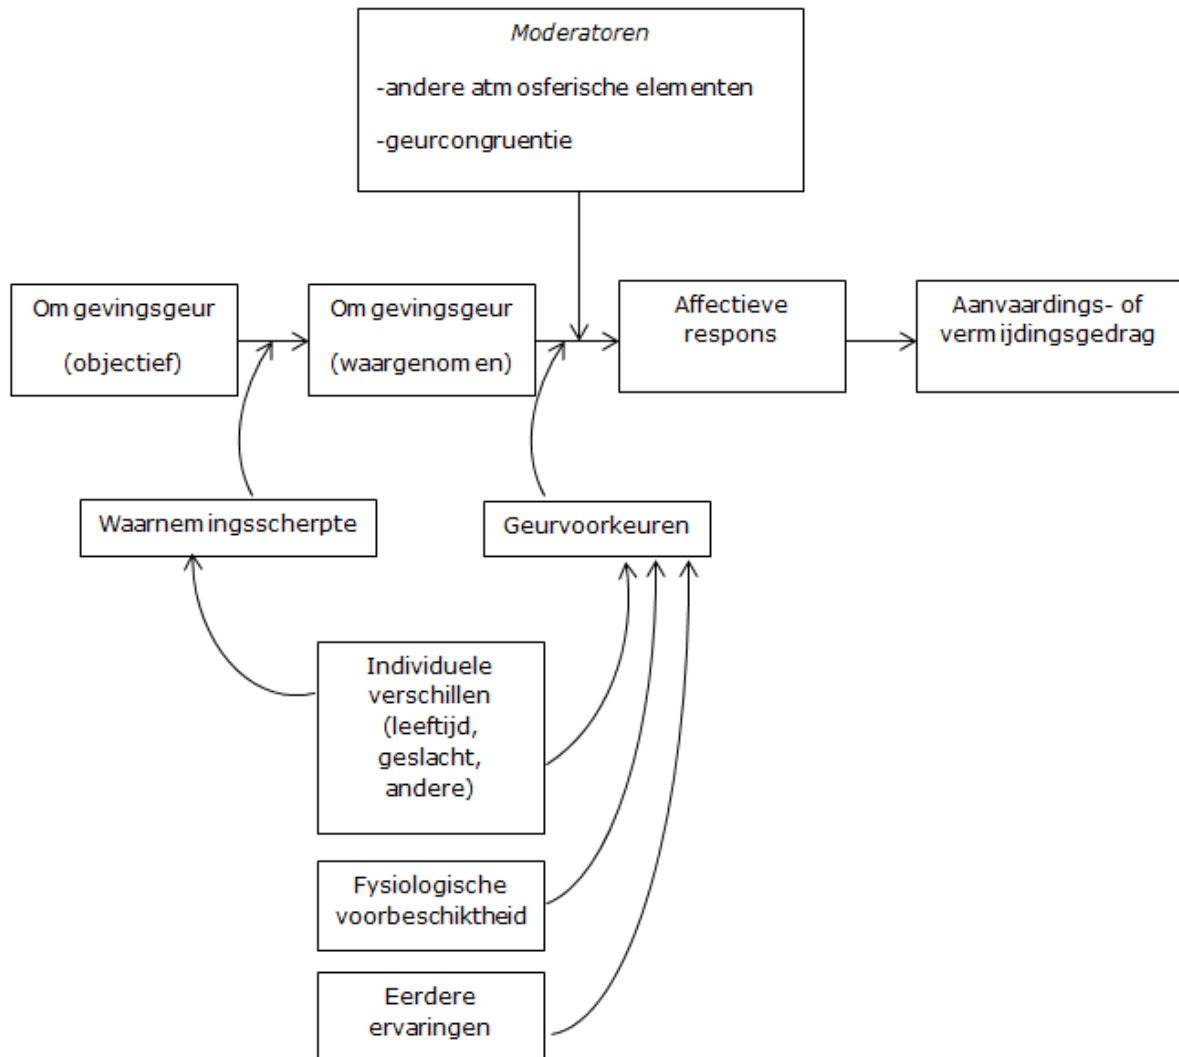 Moderatoren
-andere atmosferische elementen
-geurcongruentie
Omgevingsgeur
(objectief)
Omgevingsgeur
(waargenomen)
Affectieve
respons
Aanvaardings- of
vermijdingsgedrag
Waarnemingsscherpte
Geurvoorkeuren
Individuele
verschillen
(leeftijd,
geslacht,
andere)
Fysiologische
voorbeschiktheid
Eerdere
ervaringen